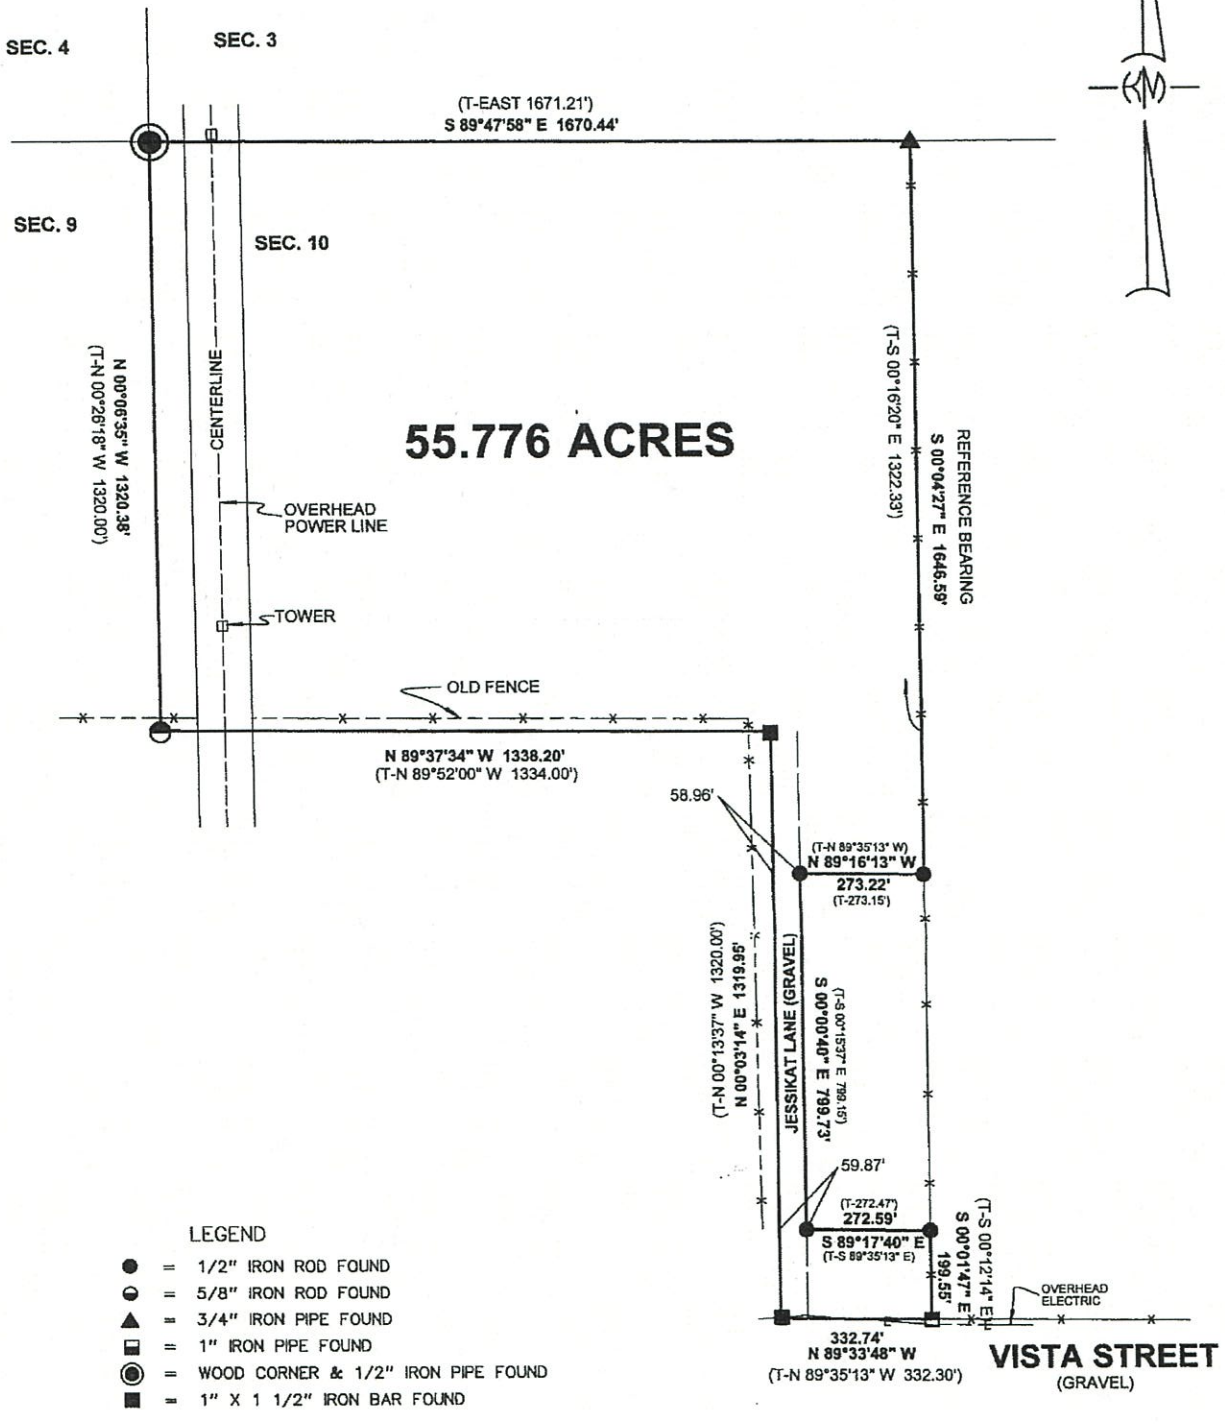 SEC. 4
SEC. 3
(T-EAST 1671.21')
S 89°47'58" E 1670.44'
KM
SEC. 9
SEC. 10
N 00°06'35" W 1320.38'
(T-N 00°26'18" W 1320.00')
CENTERLINE
55.776 ACRES
OVERHEAD
POWER LINE
TOWER
(T-S 00°16'20" E 1322.33')
REFERENCE BEARING
S 00°04'27" E 1646.59'
OLD FENCE
N 89°37'34" W 1338.20'
(T-N 89°52'00" W 1334.00')
58.96'
(T-N 89°35'13" W)
N 89°16'13" W
273.22'
(T-273.15')
(T-N 00°13'37" W 1320.00')
N 00°03'14" E 1319.95'
JESSIKAT LANE (GRAVEL)
(T-S 00°15'37" E 799.15')
S 00°00'40" E 799.73'
59.87'
(T-272.47')
272.59'
S 89°17'40" E
(T-S 89°35'13" E)
(T-S 00°12'14" E)
S 00°01'47" E
199.55'
OVERHEAD
ELECTRIC
332.74'
N 89°33'48" W
(T-N 89°35'13" W 332.30')
VISTA STREET
(GRAVEL)
LEGEND
= 1/2" IRON ROD FOUND
= 5/8" IRON ROD FOUND
= 3/4" IRON PIPE FOUND
= 1" IRON PIPE FOUND
= WOOD CORNER & 1/2" IRON PIPE FOUND
= 1" X 1 1/2" IRON BAR FOUND